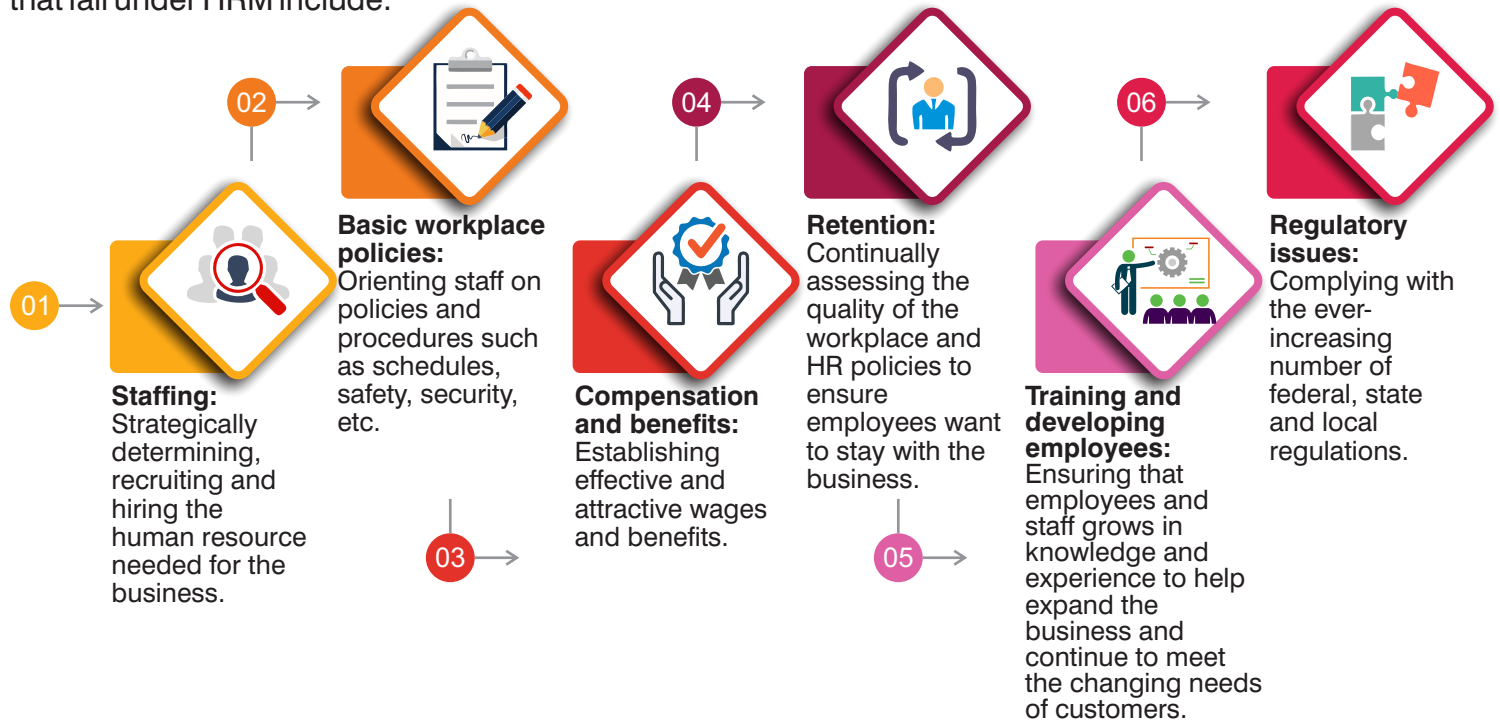 that fall under HRM include:
01
Staffing:
Strategically
determining,
recruiting and
hiring the
human resource
needed for the
business.
02
Basic workplace
policies:
Orienting staff on
policies and
procedures such
as schedules,
safety, security,
etc.
03
Compensation
and benefits:
Establishing
effective and
attractive wages
and benefits.
04
Retention:
Continually
assessing the
quality of the
workplace and
HR policies to
ensure
employees want
to stay with the
business.
05
Training and
developing
employees:
Ensuring that
employees and
staff grows in
knowledge and
experience to help
expand the
business and
continue to meet
the changing needs
of customers.
06
Regulatory
issues:
Complying with
the ever-
increasing
number of
federal, state
and local
regulations.